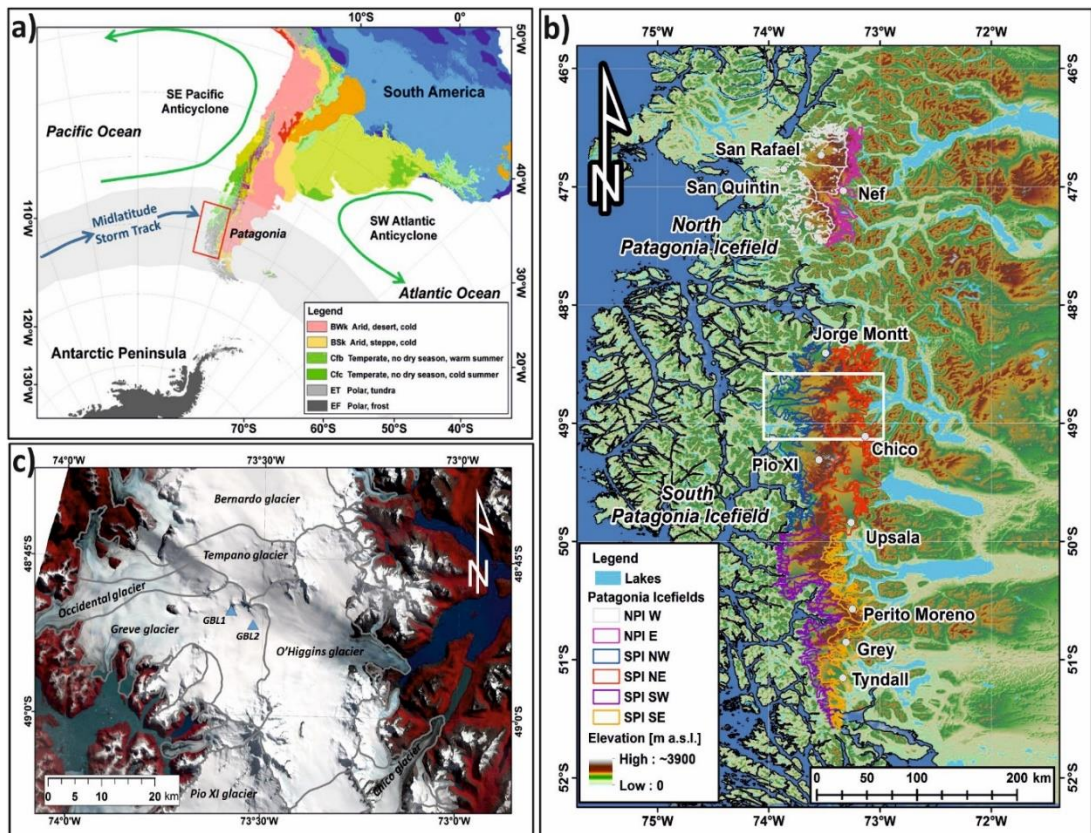 a)
10°S
0°
50°W
SE Pacific
Anticyclone
South America
Pacific Ocean
40°W
110°W
Midlatitude
Storm Track
Patagonia
SW Atlantic
Anticyclone
30°W
120°W
Atlantic Ocean
Legend
BWk Arid, desert, cold
BSk Arid, steppe, cold
Cfb Temperate, no dry season, warm summer
Cfc Temperate, no dry season, cold summer
ET Polar, tundra
EF Polar, frost
20°W
Antarctic Peninsula
130°W
70°S
60°S
50°S
40°S
b)
75°W
74°W
73°W
72°W
46°S
San Rafael
N
San Quintin
Nef
47°S
North
Patagonia Icefield
48°S
Jorge Montt
49°S
Chico
Pio XI
South
Patagonia Icefield
Upsala
50°S
Legend
Lakes
Patagonia Icefields
NPI W
NPI E
SPI NW
SPI NE
SPI SW
SPI SE
Elevation [m a.s.l.]
High : ~3900
Low : 0
Perito Moreno
Grey
51°S
Tyndall
0 25 50 100 150 200 km
52°S
75°W
74°W
73°W
72°W
c)
74°0'W
73°30'W
73°0'W
Bernardo glacier
N
48°45'S
48°45'S
Tempano glacier
Occidental glacier
Greve glacier
GBL1
GBL2
O'Higgins glacier
49°0'S
49°0'S
Chico glacier
0 10 20
km
Pio XI glacier
74°0'W
73°30'W
73°0'W